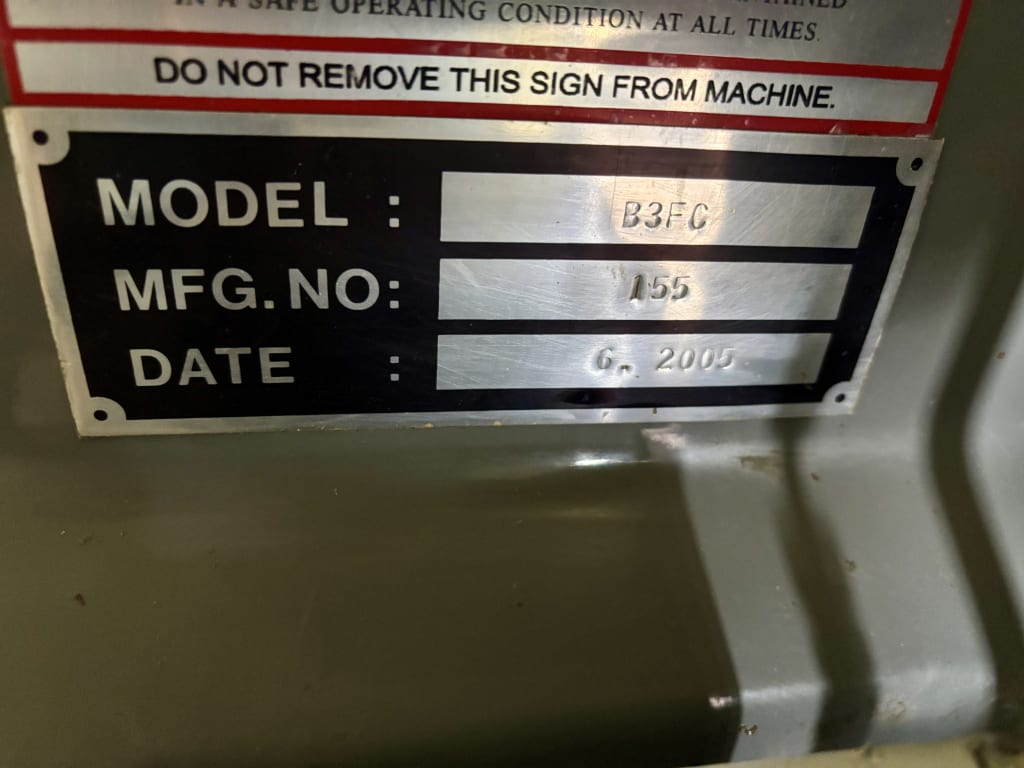 IN A SAFE OPERATING CONDITION AT ALL TIMES.
DO NOT REMOVE THIS SIGN FROM MACHINE.
MODEL : B3FC
MFG. NO: 155
DATE : 6. 2005